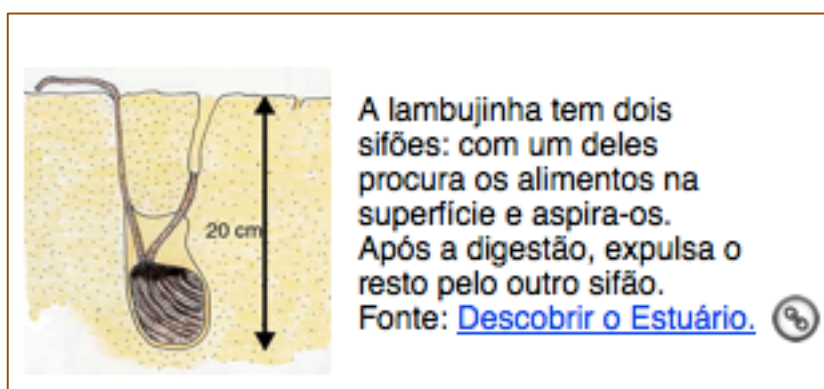 20 cm
A lambujinha tem dois
sifões: com um deles
procura os alimentos na
superfície e aspira-os.
Após a digestão, expulsa o
resto pelo outro sifão.
Fonte: Descobrir o Estuário.